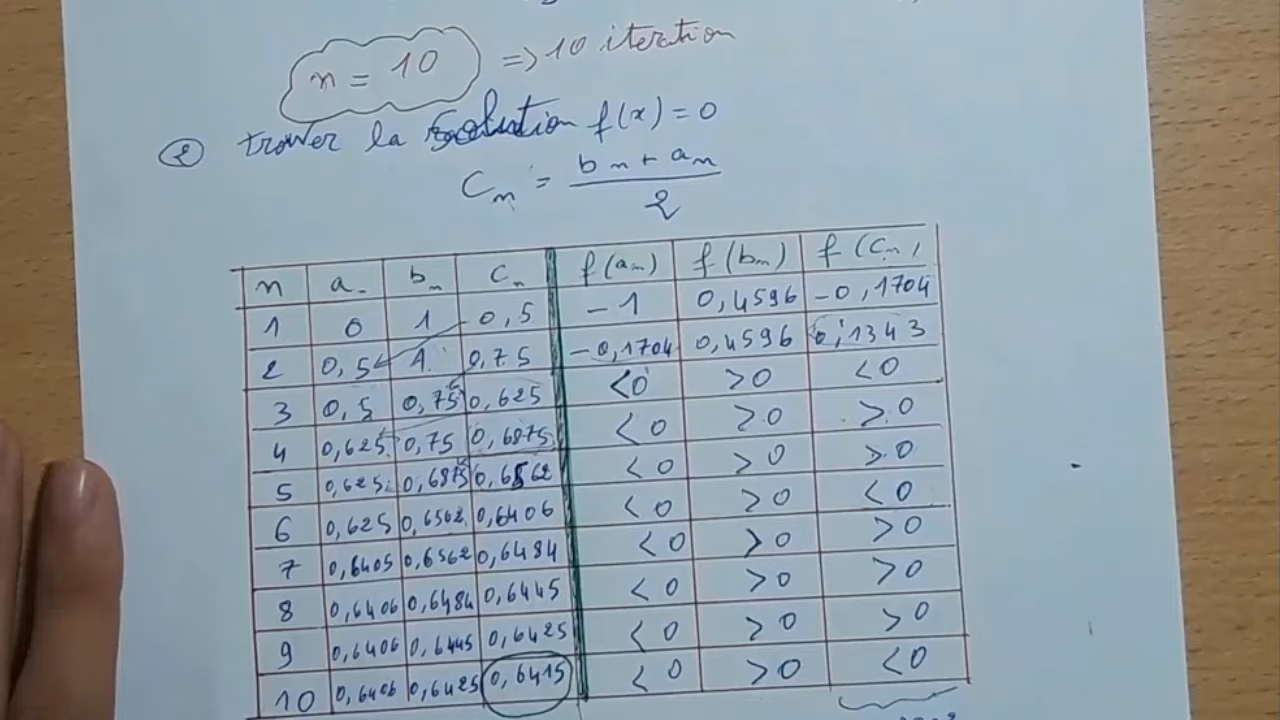 n = 10 => 10 iteration
② trouver la solution f(x) = 0
Cn = (bn + an) / 2
n | a- | bn | Cn | f(an) | f(bn) | f(Cn)
1 | 0 | 1 | 0,5 | -1 | 0,4596 | -0,1704
2 | 0,5 | 1 | 0,75 | -0,1704 | 0,4596 | 0,1343
3 | 0,5 | 0,75 | 0,625 | <0 | >0 | <0
4 | 0,625 | 0,75 | 0,6875 | <0 | >0 | >0
5 | 0,625 | 0,6875 | 0,6562 | <0 | >0 | >0
6 | 0,625 | 0,6562 | 0,6406 | <0 | >0 | <0
7 | 0,6405 | 0,6562 | 0,6484 | <0 | >0 | >0
8 | 0,6406 | 0,6484 | 0,6445 | <0 | >0 | >0
9 | 0,6406 | 0,6445 | 0,6425 | <0 | >0 | >0
10 | 0,6406 | 0,6425 | 0,6415 | <0 | >0 | <0